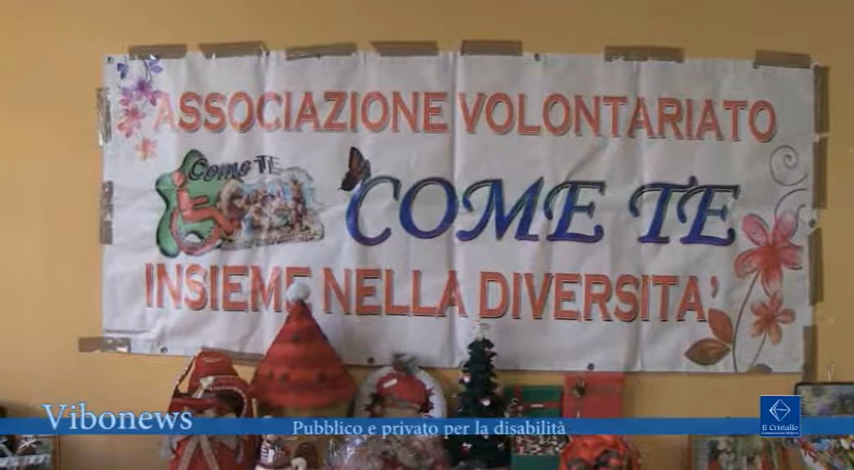 ASSOCIAZIONE VOLONTARIATO
COME TE
COME TE
INSIEME NELLA DIVERSITA'
Vibonews
Pubblico e privato per la disabilità
Il Cristallo